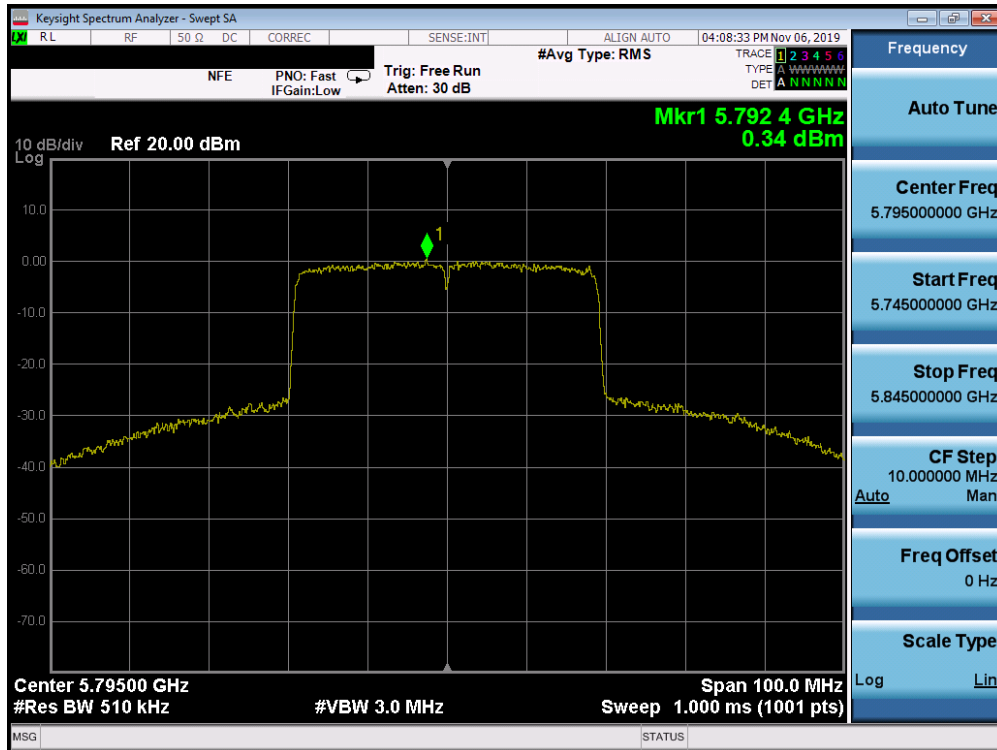 Keysight Spectrum Analyzer - Swept SA
LXI RL RF 50 Ω DC CORREC SENSE:INT ALIGN AUTO 04:08:33 PM Nov 06, 2019
#Avg Type: RMS
TRACE 1 2 3 4 5 6
TYPE A WWWWW
DET A N N N N N
NFE PNO: Fast Trig: Free Run
IFGain:Low Atten: 30 dB
Mkr1 5.792 4 GHz
0.34 dBm
10 dB/div Ref 20.00 dBm
Log
1
10.0
0.00
-10.0
-20.0
-30.0
-40.0
-50.0
-60.0
-70.0
Center 5.79500 GHz Span 100.0 MHz
#Res BW 510 kHz #VBW 3.0 MHz Sweep 1.000 ms (1001 pts)
MSG STATUS
Frequency
Auto Tune
Center Freq
5.795000000 GHz
Start Freq
5.745000000 GHz
Stop Freq
5.845000000 GHz
CF Step
10.000000 MHz
Auto Man
Freq Offset
0 Hz
Scale Type
Log Lin